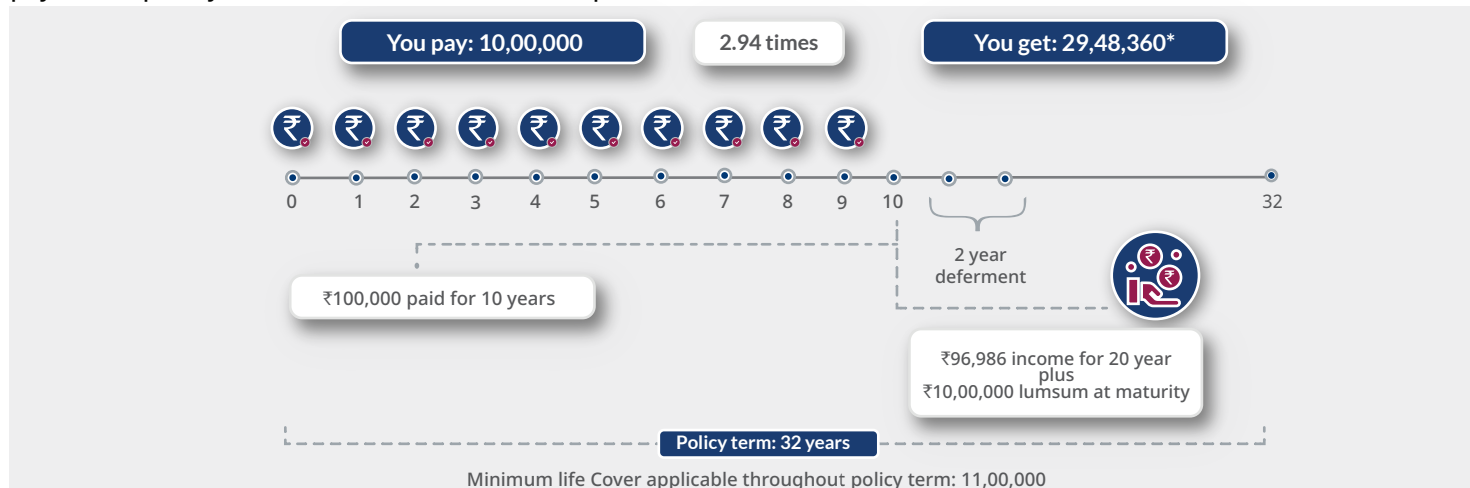 You pay: 10,00,000
2.94 times
You get: 29,48,360*
₹ ₹ ₹ ₹ ₹ ₹ ₹ ₹ ₹ ₹
0 1 2 3 4 5 6 7 8 9 10 32
2 year
deferment
₹ ₹
₹100,000 paid for 10 years
₹96,986 income for 20 year
plus
₹10,00,000 lumsum at maturity
Policy term: 32 years
Minimum life Cover applicable throughout policy term: 11,00,000